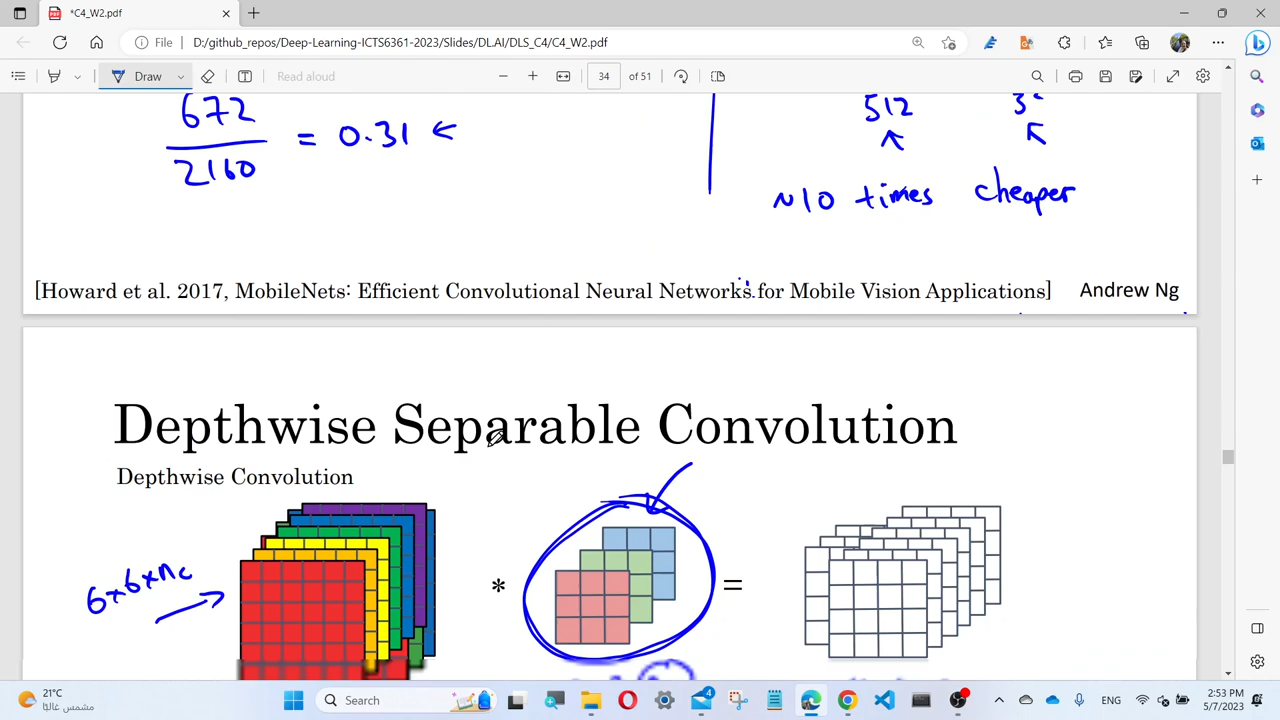 *C4_W2.pdf
File
D:/github_repos/Deep-Learning-ICTS6361-2023/Slides/DL.AI/DLS_C4/C4_W2.pdf
Draw
Read aloud
34 of 51
672
2160
= 0.31 ←
512
~10 times cheaper
[Howard et al. 2017, MobileNets: Efficient Convolutional Neural Networks for Mobile Vision Applications]
Andrew Ng
Depthwise Separable Convolution
Depthwise Convolution
6×6×nc
* =
21°C
مشمس غالبًا
Search
4
ENG
2:53 PM
5/7/2023